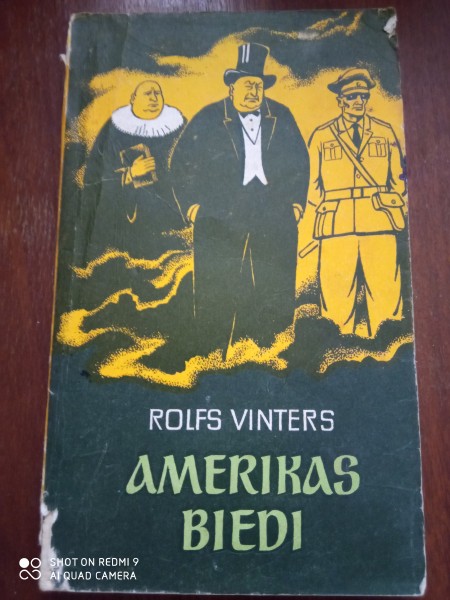 ROLFS VINTERS
AMERIKAS
BIEDI
SHOT ON REDMI 9
AI QUAD CAMERA